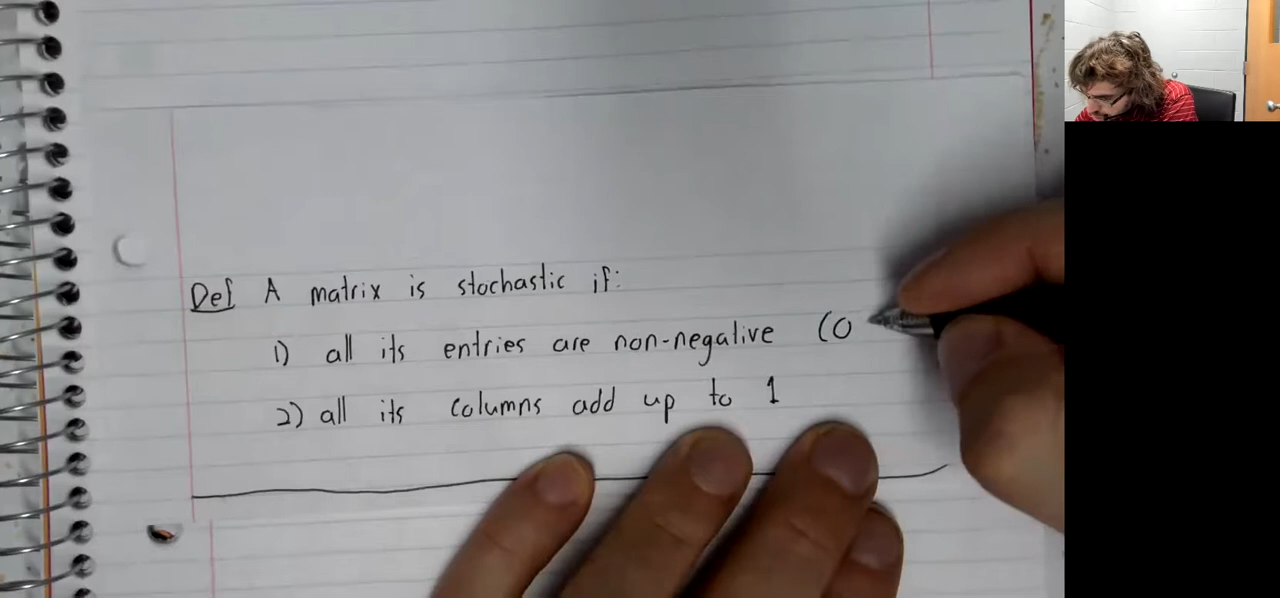 Def A matrix is stochastic if:
1) all its entries are non-negative (0
2) all its columns add up to 1